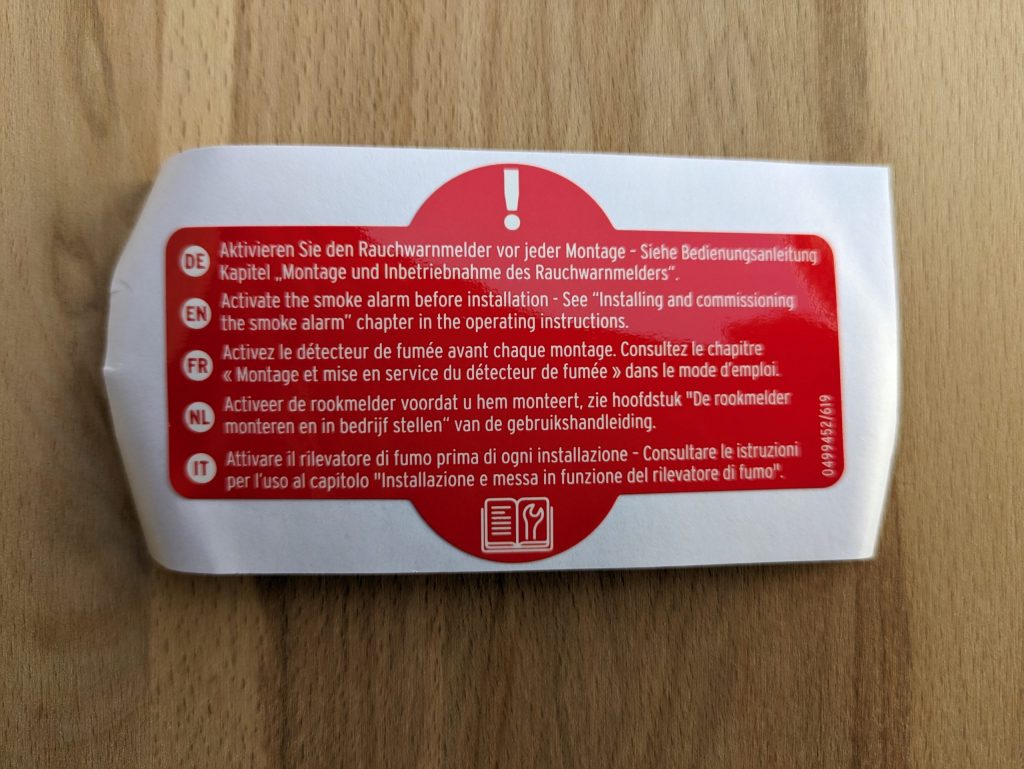 !
DE Aktivieren Sie den Rauchwarnmelder vor jeder Montage - Siehe Bedienungsanleitung
Kapitel „Montage und Inbetriebnahme des Rauchwarnmelders“.
EN Activate the smoke alarm before installation - See “Installing and commissioning
the smoke alarm” chapter in the operating instructions.
FR Activez le détecteur de fumée avant chaque montage. Consultez le chapitre
« Montage et mise en service du détecteur de fumée » dans le mode d'emploi.
NL Activeer de rookmelder voordat u hem monteert, zie hoofdstuk "De rookmelder
monteren en in bedrijf stellen“ van de gebruikshandleiding.
IT Attivare il rilevatore di fumo prima di ogni installazione - Consultare le istruzioni
per l'uso al capitolo "Installazione e messa in funzione del rilevatore di fumo".
0499452/619